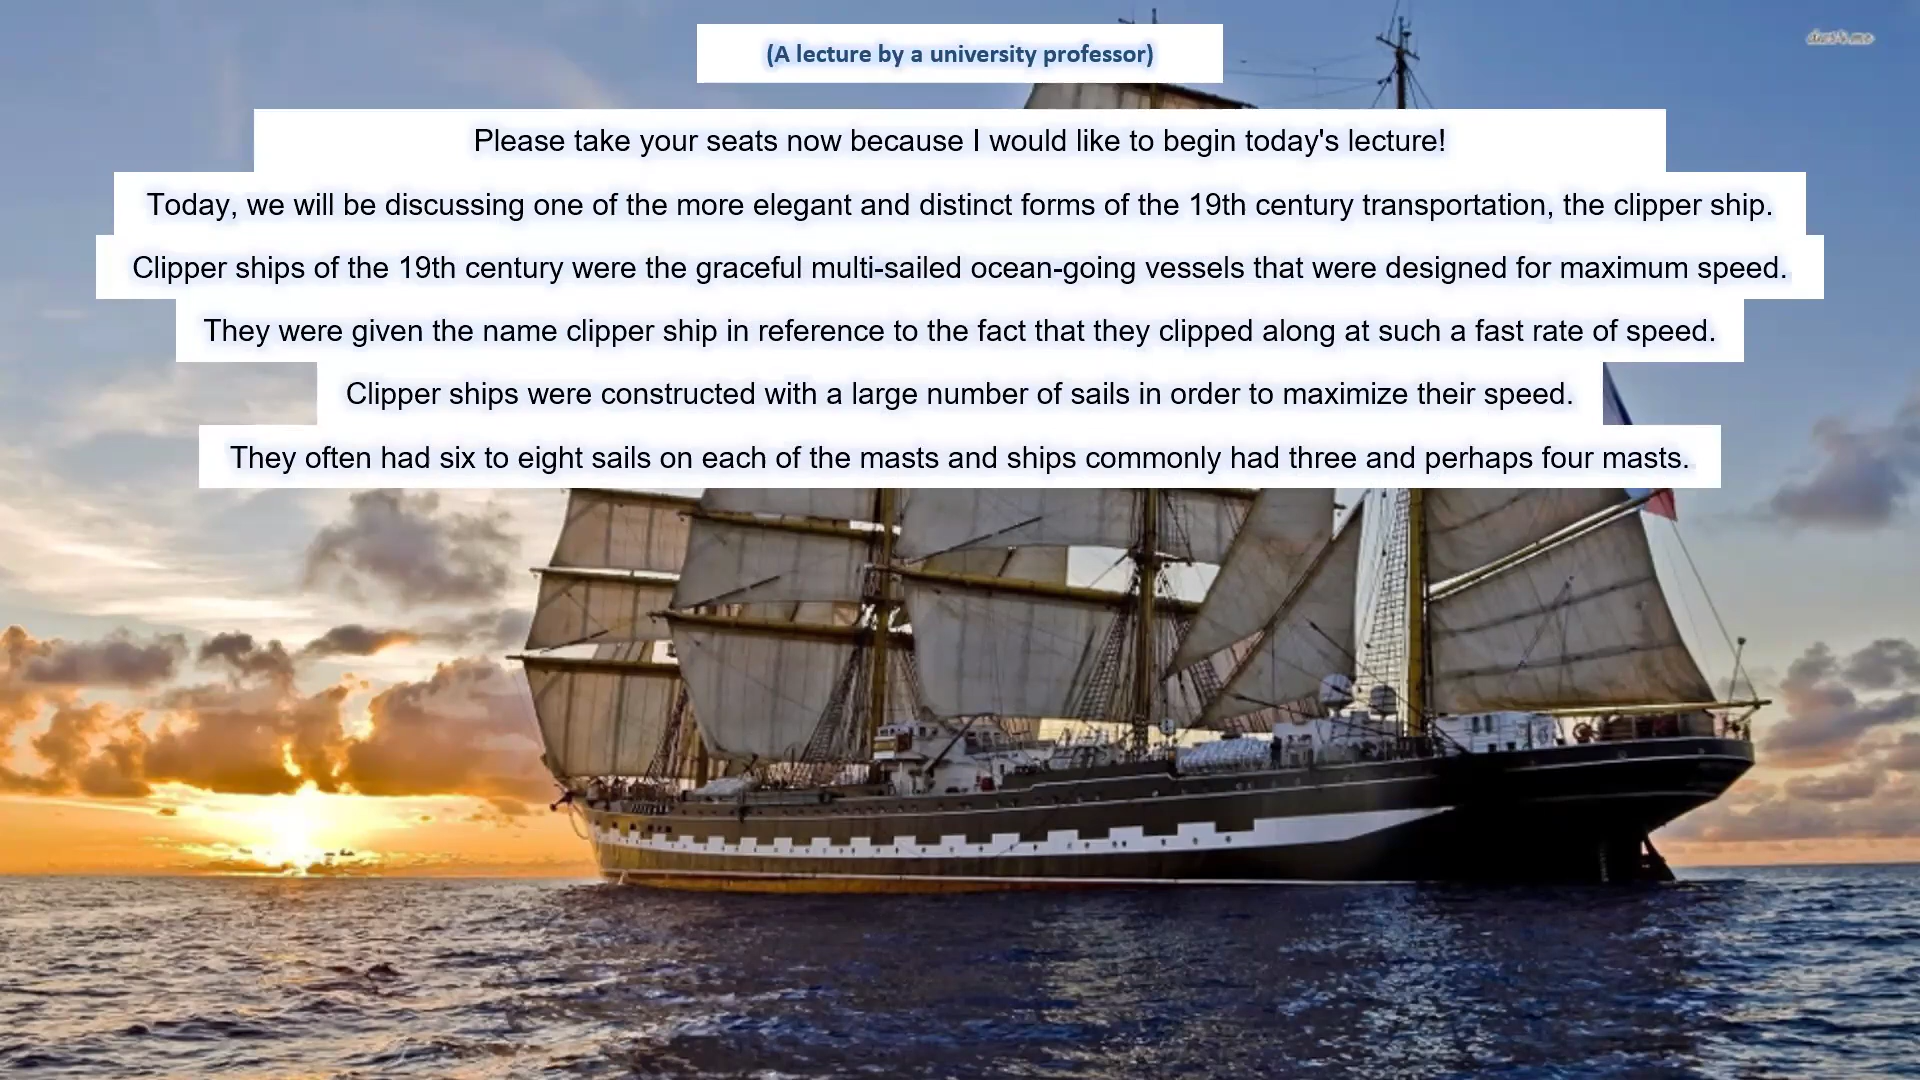 (A lecture by a university professor)
Please take your seats now because I would like to begin today's lecture!
Today, we will be discussing one of the more elegant and distinct forms of the 19th century transportation, the clipper ship.
Clipper ships of the 19th century were the graceful multi-sailed ocean-going vessels that were designed for maximum speed.
They were given the name clipper ship in reference to the fact that they clipped along at such a fast rate of speed.
Clipper ships were constructed with a large number of sails in order to maximize their speed.
They often had six to eight sails on each of the masts and ships commonly had three and perhaps four masts.